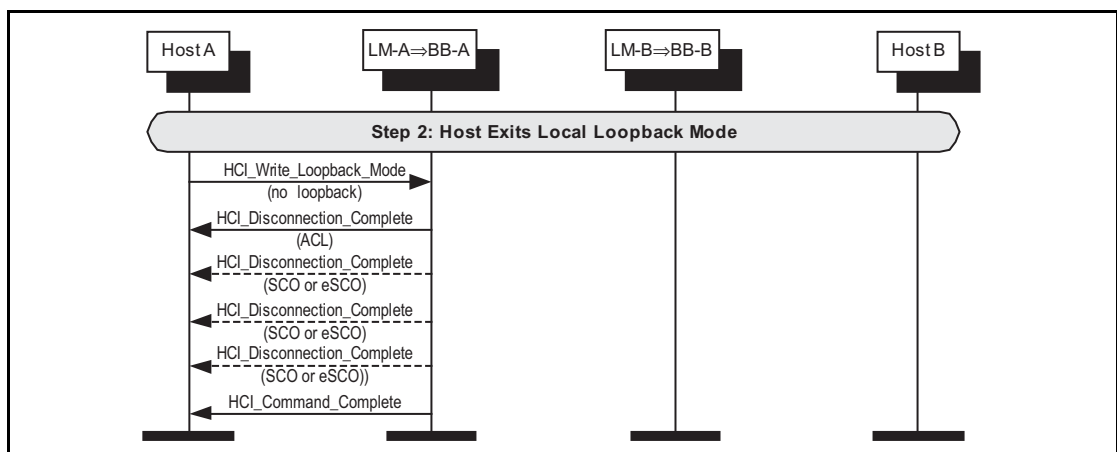 Host A
LM-A⇒BB-A
LM-B⇒BB-B
Host B
Step 2: Host Exits Local Loopback Mode
HCI_Write_Loopback_Mode
(no loopback)
HCI_Disconnection_Complete
(ACL)
HCI_Disconnection_Complete
(SCO or eSCO)
HCI_Disconnection_Complete
(SCO or eSCO)
HCI_Disconnection_Complete
(SCO or eSCO))
HCI_Command_Complete